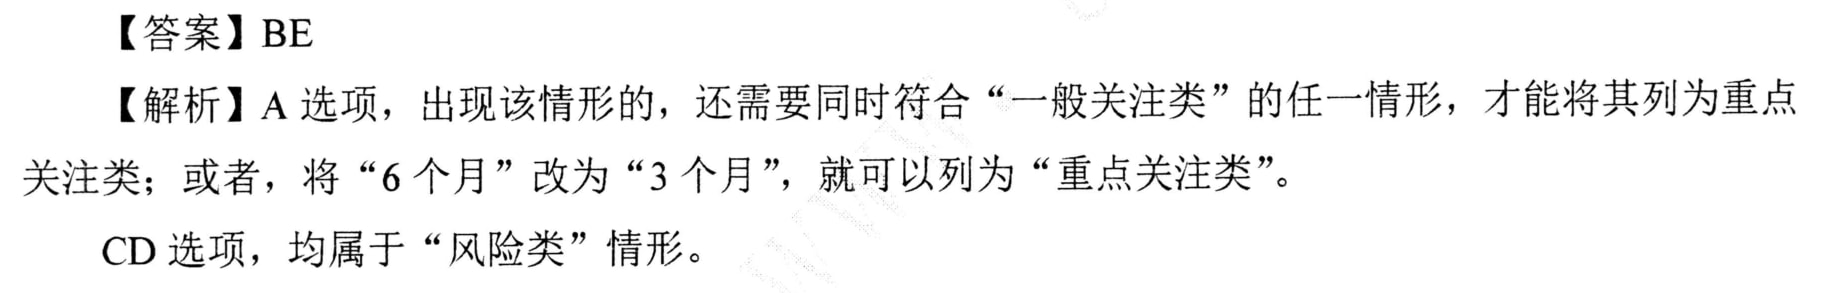 【答案】BE
【解析】A 选项，出现该情形的，还需要同时符合“一般关注类”的任一情形，才能将其列为重点
关注类；或者，将“6 个月”改为“3 个月”，就可以列为“重点关注类”。
CD 选项，均属于“风险类”情形。